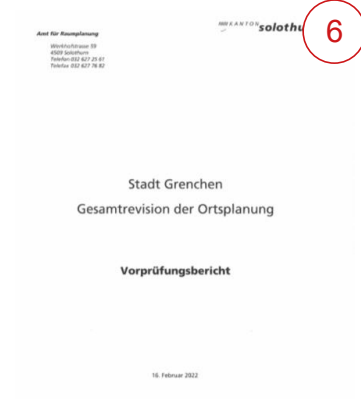 Amt für Raumplanung
KANTON solothu
6
Werkhofstrasse 59
4509 Solothurn
Telefon 032 627 25 61
Telefax 032 627 76 82
Stadt Grenchen
Gesamtrevision der Ortsplanung
Vorprüfungsbericht
16. Februar 2022